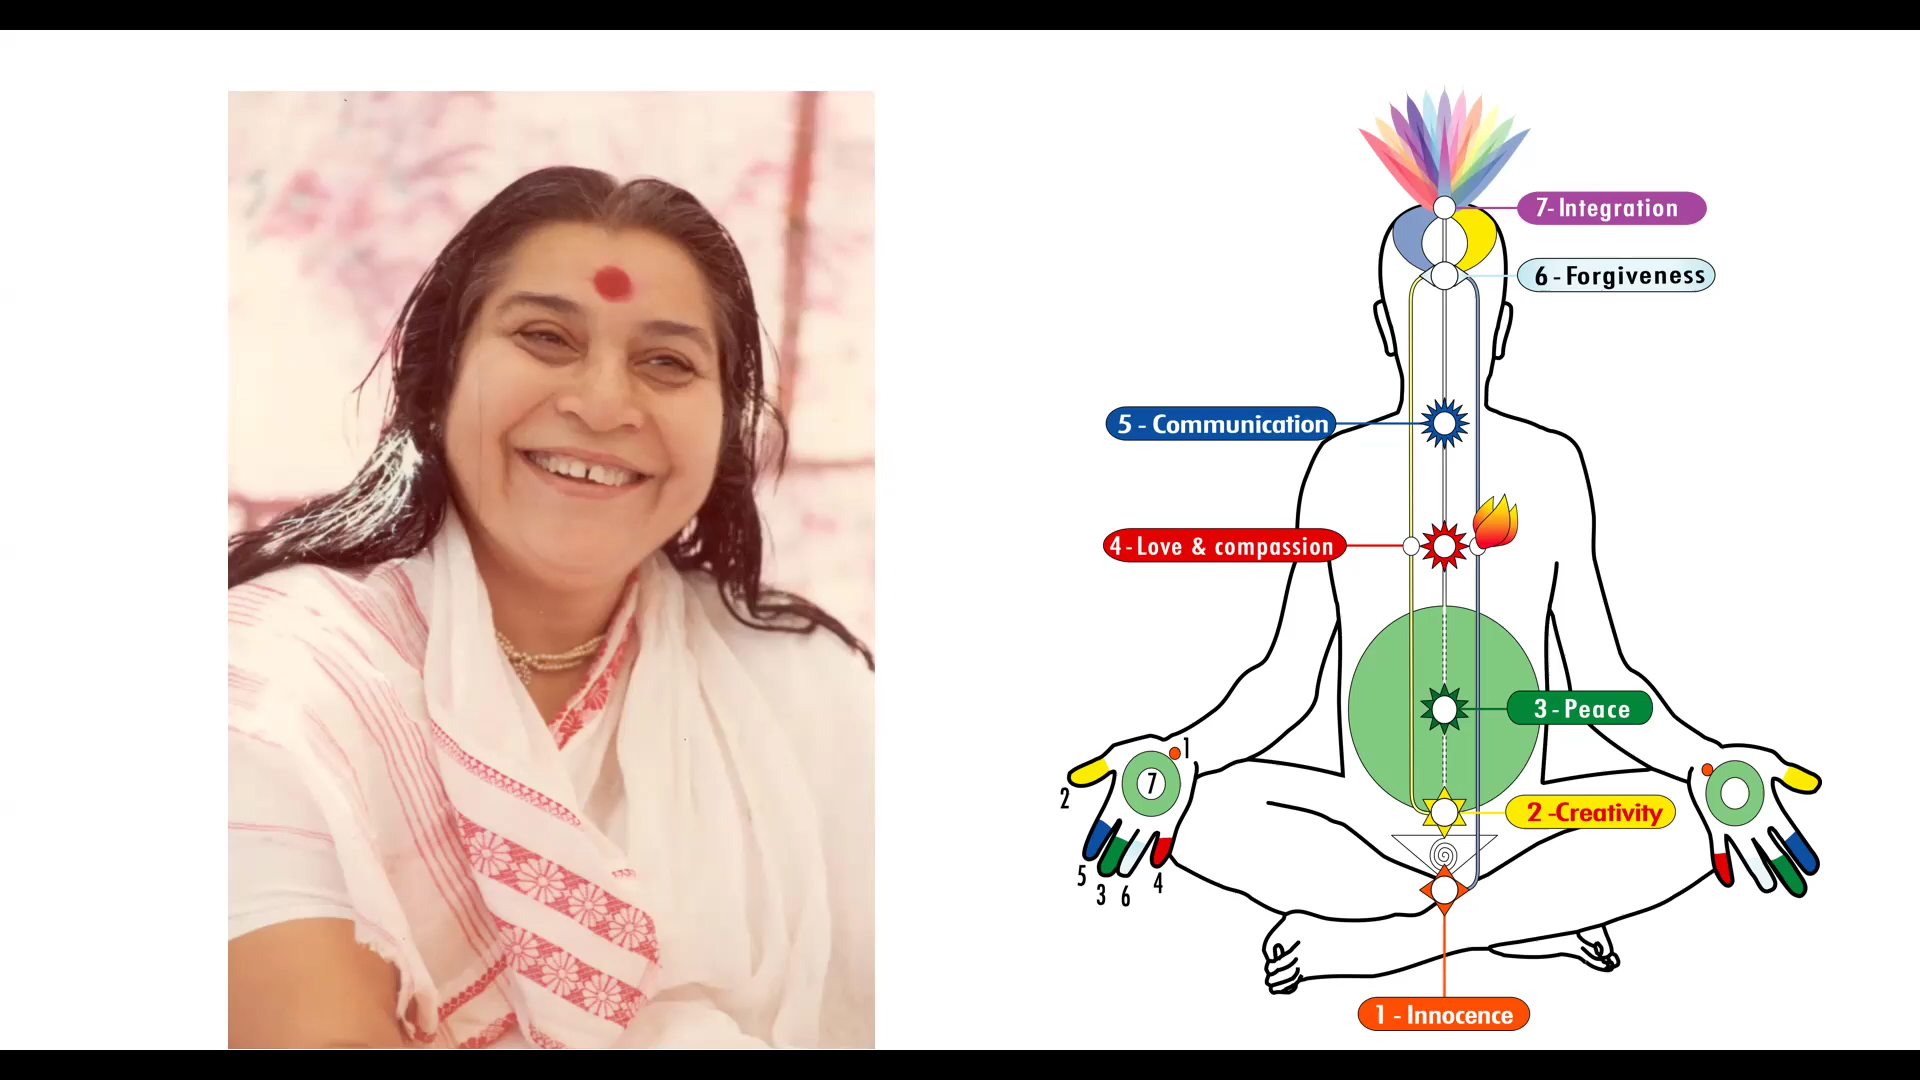 7- Integration
6 - Forgiveness
5 - Communication
4 - Love & compassion
3 - Peace
2 -Creativity
1 - Innocence
1
7
2
5
3
6
4